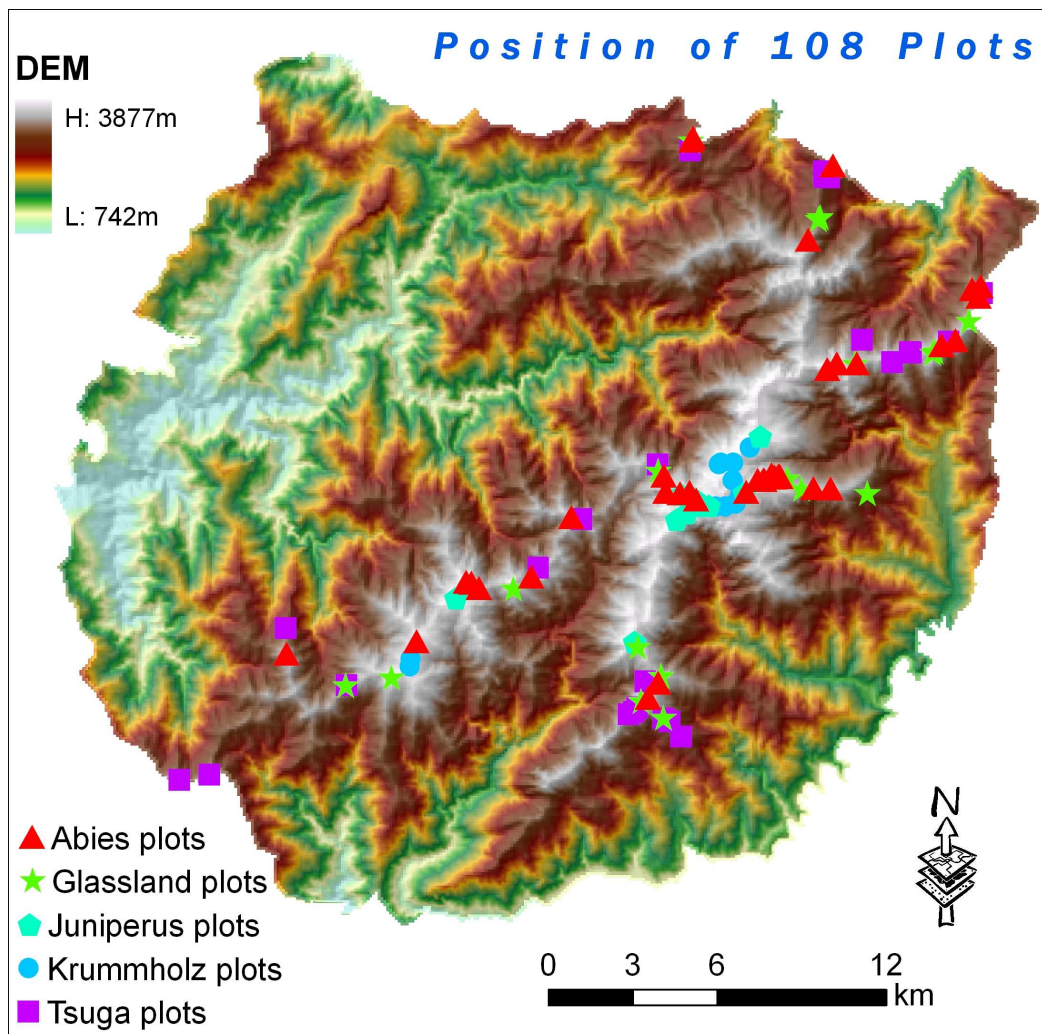 Position of 108 Plots
DEM
H: 3877m
L: 742m
Abies plots
Glassland plots
Juniperus plots
Krummholz plots
Tsuga plots
N
0 3 6 12
km